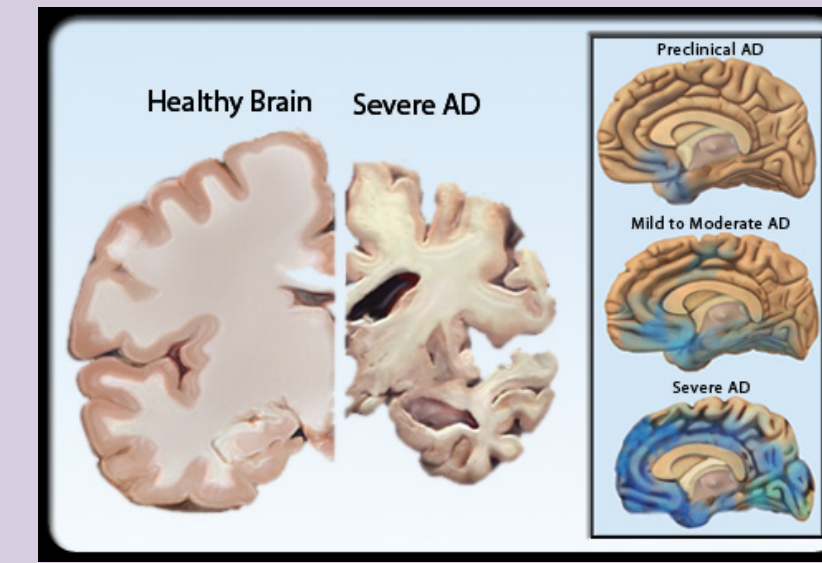 Healthy Brain
Severe AD
Preclinical AD
Mild to Moderate AD
Severe AD